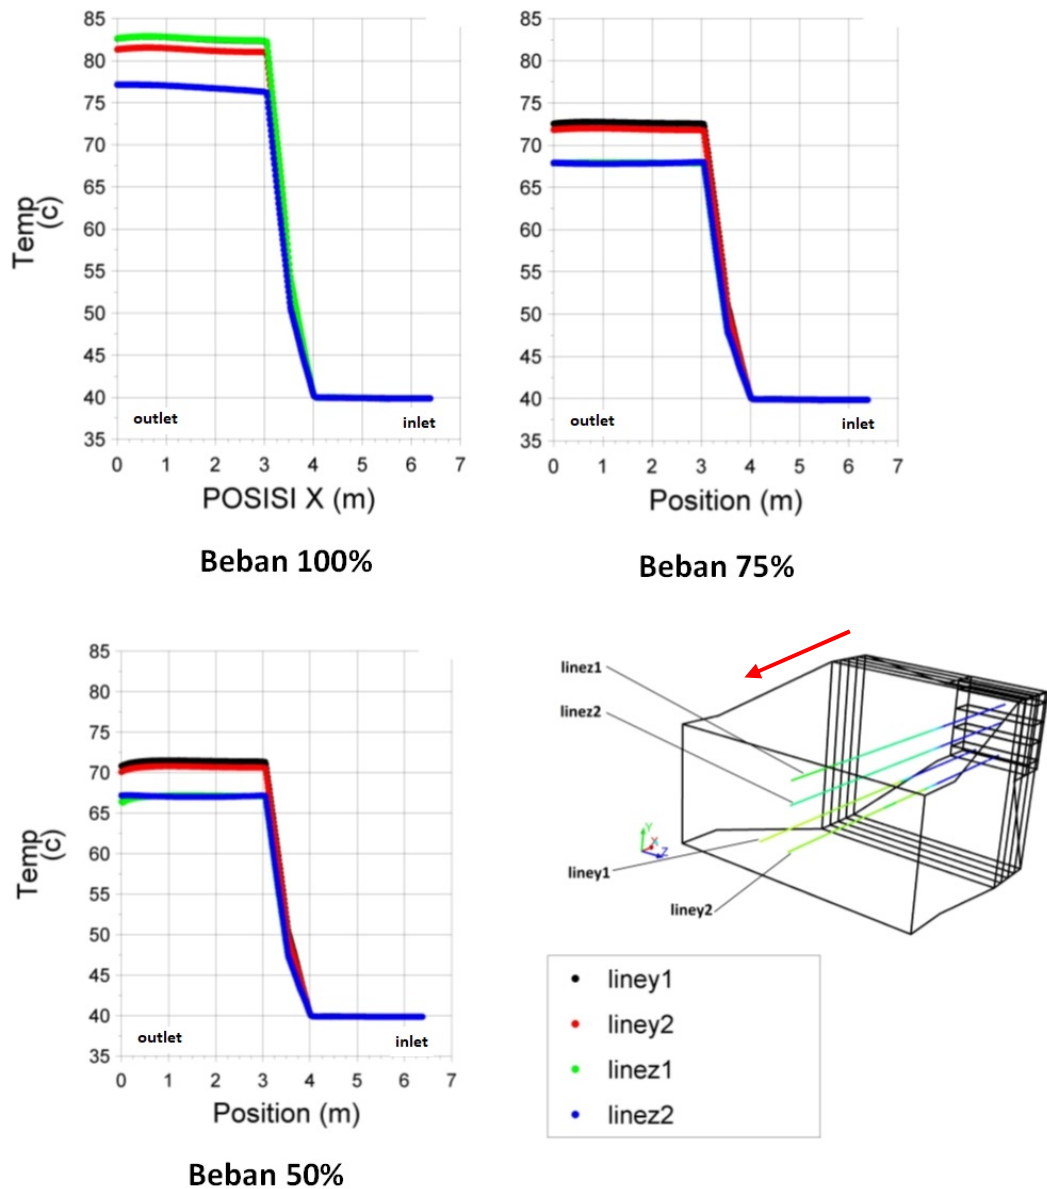 85
80
75
70
65
60
55
50
45
40
35
Temp
(c)
outlet
inlet
0 1 2 3 4 5 6 7
POSISI X (m)
Beban 100%
85
80
75
70
65
60
55
50
45
40
35
outlet
inlet
0 1 2 3 4 5 6 7
Position (m)
Beban 75%
85
80
75
70
65
60
55
50
45
40
35
Temp
(c)
outlet
inlet
0 1 2 3 4 5 6 7
Position (m)
Beban 50%
linez1
linez2
Y
X
Z
liney1
liney2
liney1
liney2
linez1
linez2